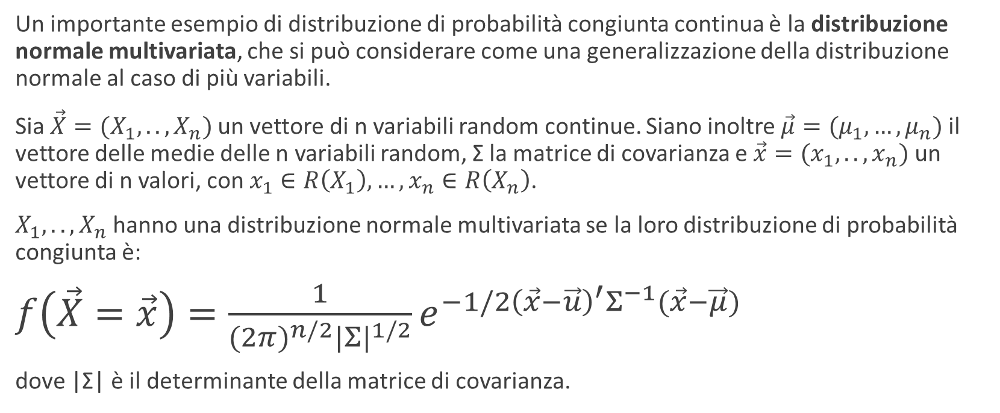 Un importante esempio di distribuzione di probabilità congiunta continua è la distribuzione
normale multivariata, che si può considerare come una generalizzazione della distribuzione
normale al caso di più variabili.
Sia $\vec{X} = (X_1,..,X_n)$ un vettore di n variabili random continue. Siano inoltre $\vec{\mu} = (\mu_1,\ldots,\mu_n)$ il
vettore delle medie delle n variabili random, Σ la matrice di covarianza e $\vec{x} = (x_1,..,x_n)$ un
vettore di n valori, con $x_1 \in R(X_1),\ldots,x_n \in R(X_n)$.
$X_1,..,X_n$ hanno una distribuzione normale multivariata se la loro distribuzione di probabilità
congiunta è:
$f(\vec{X} = \vec{x}) = \frac{1}{(2\pi)^{n/2}|\Sigma|^{1/2}} e^{-1/2(\vec{x}-\vec{u})'\Sigma^{-1}(\vec{x}-\vec{\mu})}$
dove |Σ| è il determinante della matrice di covarianza.